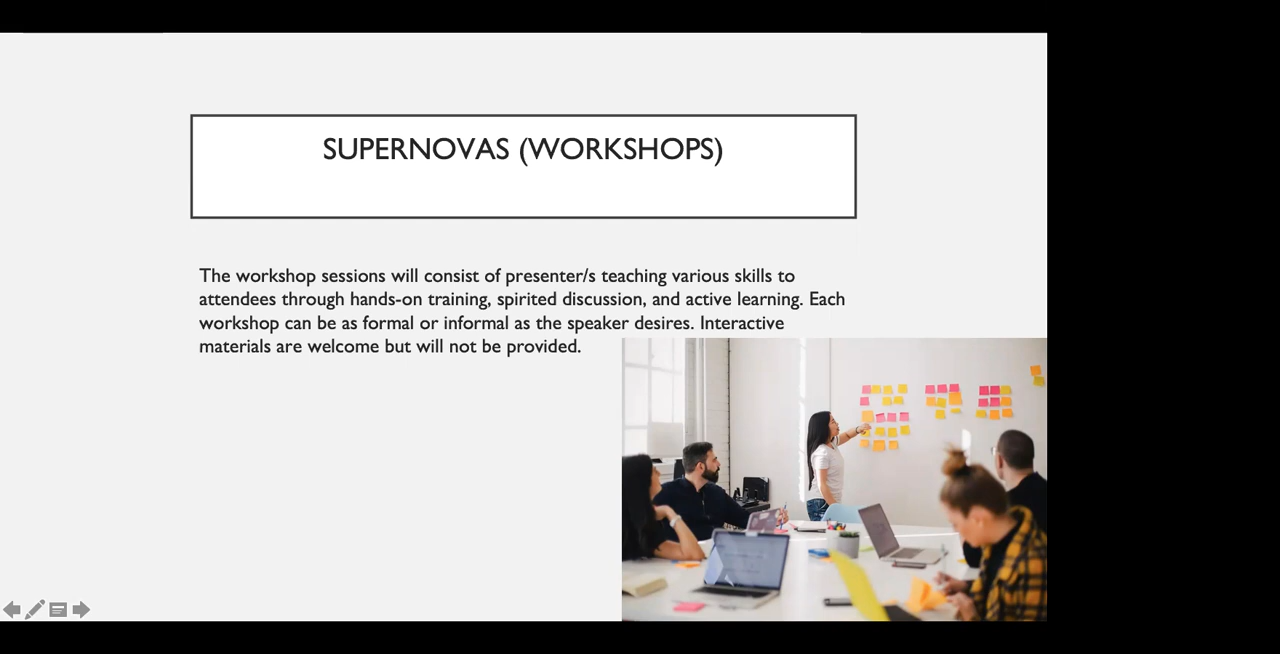 SUPERNOVAS (WORKSHOPS)
The workshop sessions will consist of presenter/s teaching various skills to
attendees through hands-on training, spirited discussion, and active learning. Each
workshop can be as formal or informal as the speaker desires. Interactive
materials are welcome but will not be provided.